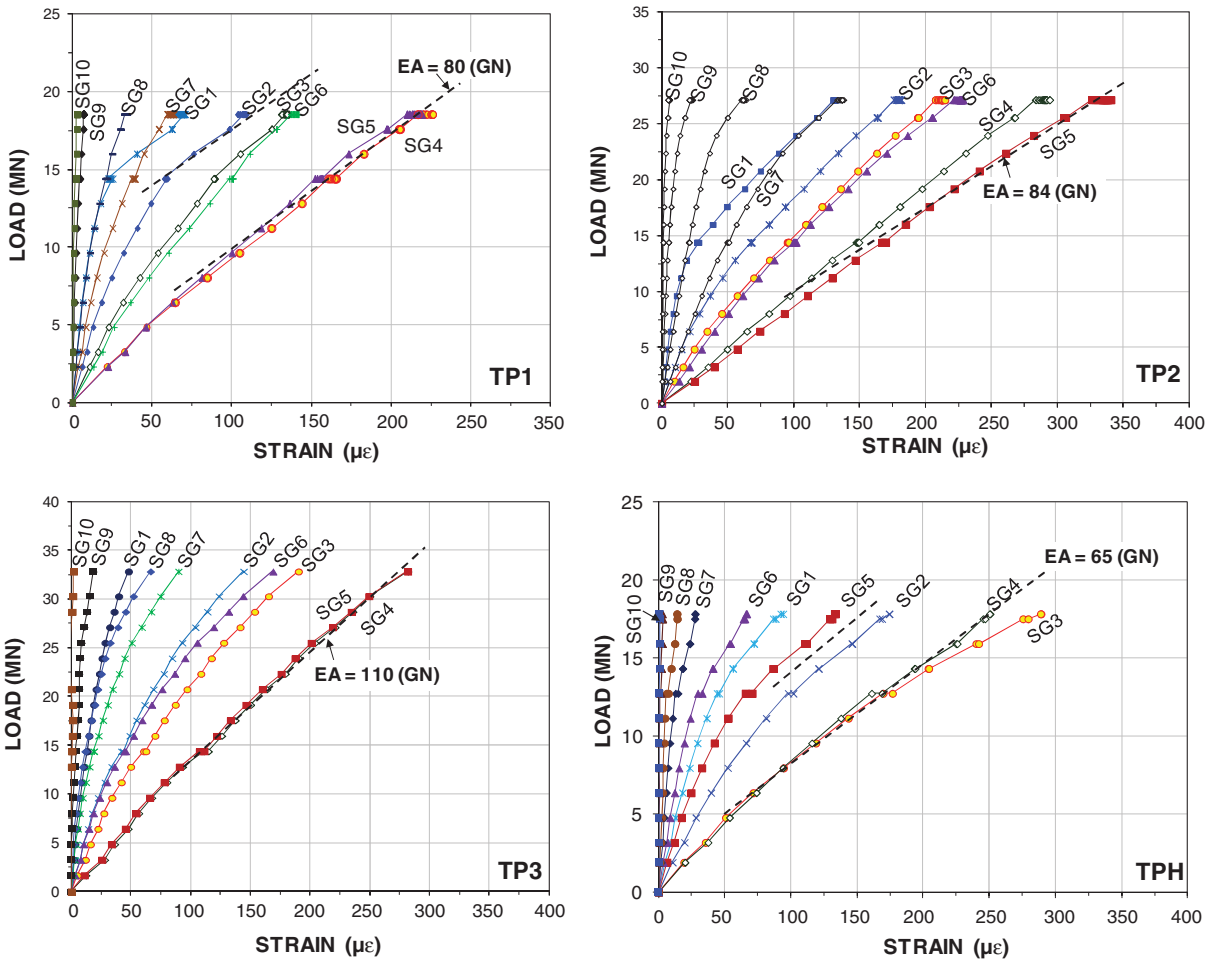 25
20
15
10
5
0
LOAD (MN)
0 50 100 150 200 250 300 350
STRAIN (µε)
SG10
SG9
SG8
SG7
SG1
SG2
SG3
SG6
SG5
SG4
EA = 80 (GN)
TP1
35
30
25
20
15
10
5
0
LOAD (MN)
0 50 100 150 200 250 300 350 400
STRAIN (µε)
SG10
SG9
SG8
SG1
SG7
SG2
SG3
SG6
SG4
SG5
EA = 84 (GN)
TP2
40
35
30
25
20
15
10
5
0
LOAD (MN)
0 50 100 150 200 250 300 350 400
STRAIN (µε)
SG10
SG9
SG1
SG8
SG7
SG2
SG6
SG3
SG5
SG4
EA = 110 (GN)
TP3
25
20
15
10
5
0
LOAD (MN)
0 50 100 150 200 250 300 350 400
STRAIN (µε)
SG10
SG9
SG8
SG7
SG6
SG1
SG5
SG2
SG4
SG3
EA = 65 (GN)
TPH